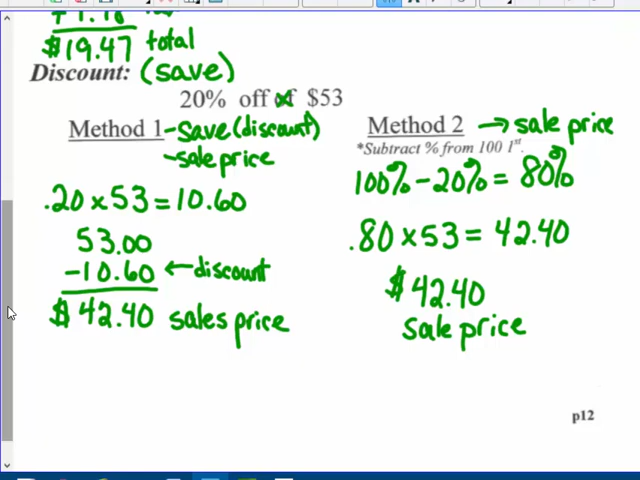 $19.47 total
Discount: (save)
20% off of $53
Method 1 - Save (discount)
- sale price
.20 x 53 = 10.60
53.00
-10.60 ← discount
$42.40 sales price
Method 2 → sale price
*Subtract % from 100 1st.
100% - 20% = 80%
.80 x 53 = 42.40
$42.40
sale price
p12